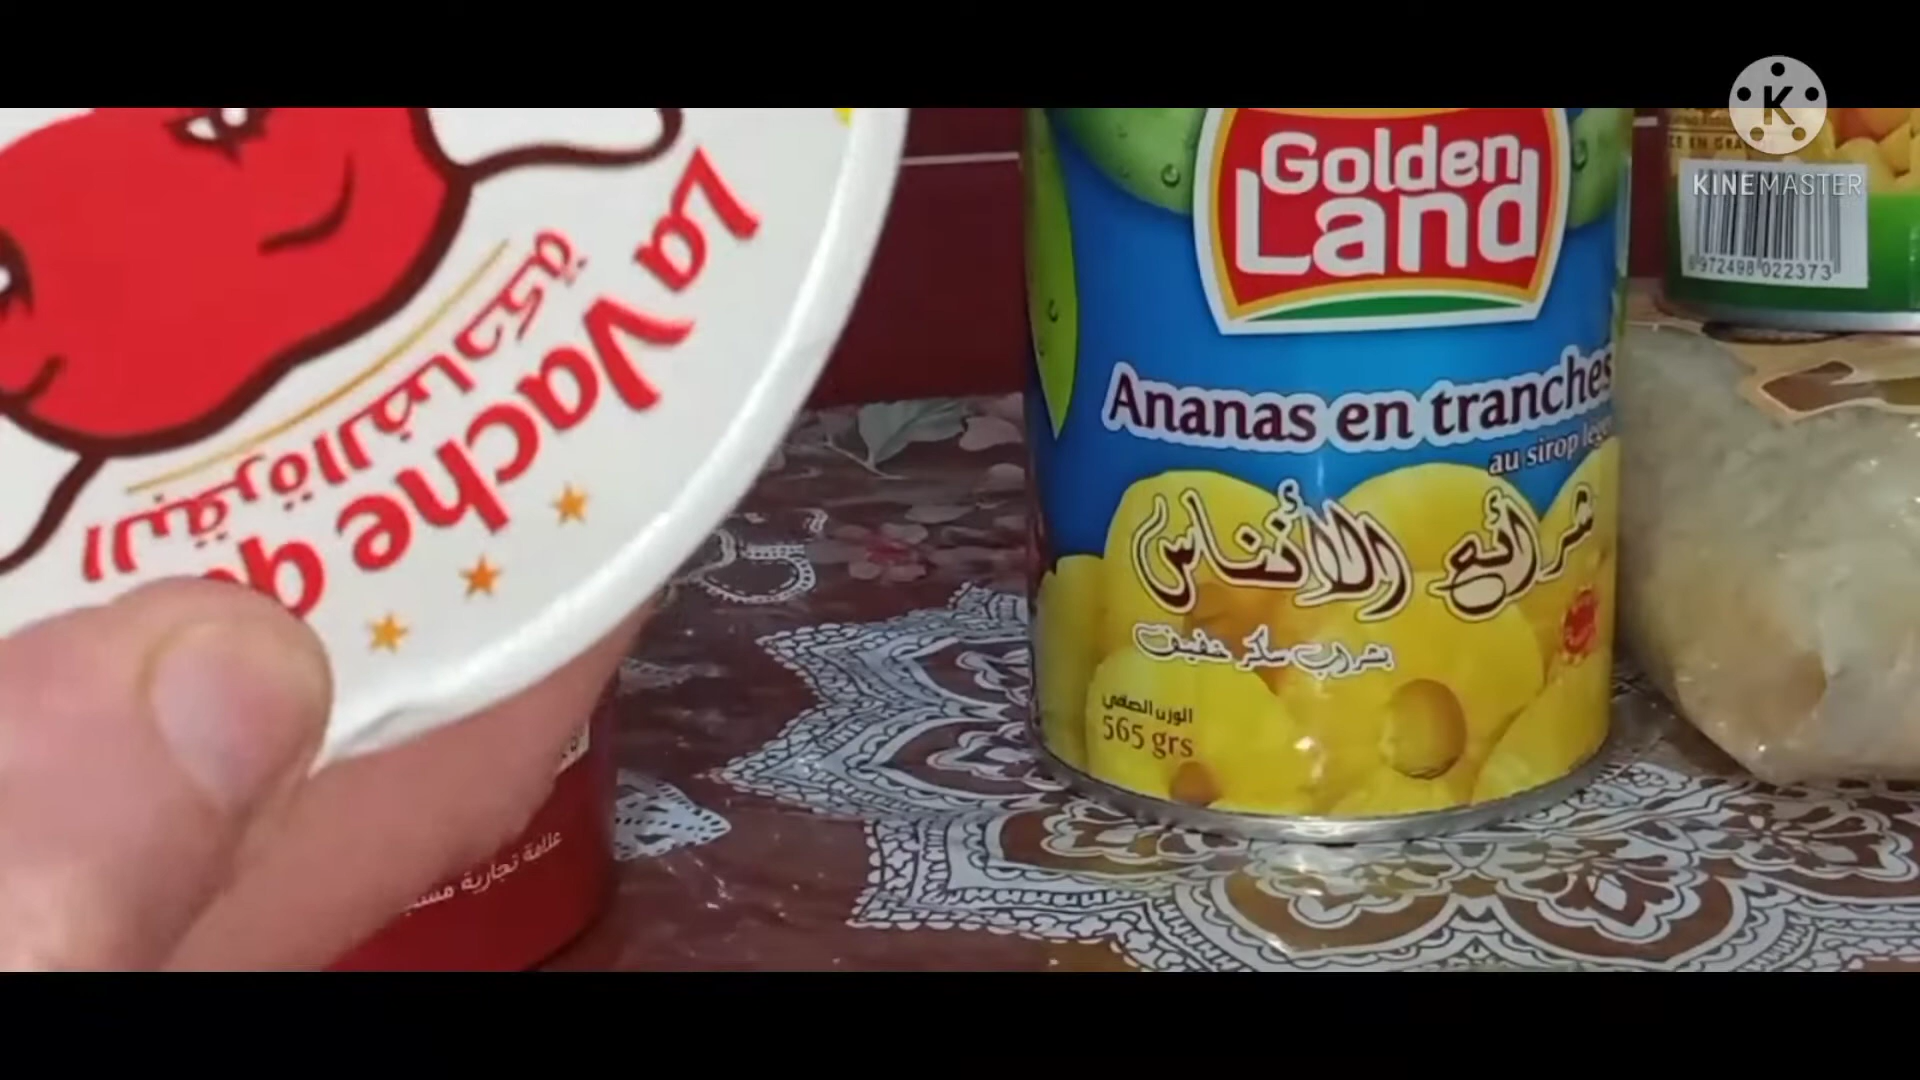 La Vache qu
البقرة الضاحكة
علامة تجارية
Golden
Land
Ananas en tranches
au sirop léger
شرائح الأناناس
بشراب سكر خفيف
الوزن الصافي
565 grs
KINEMASTER
972498 022373